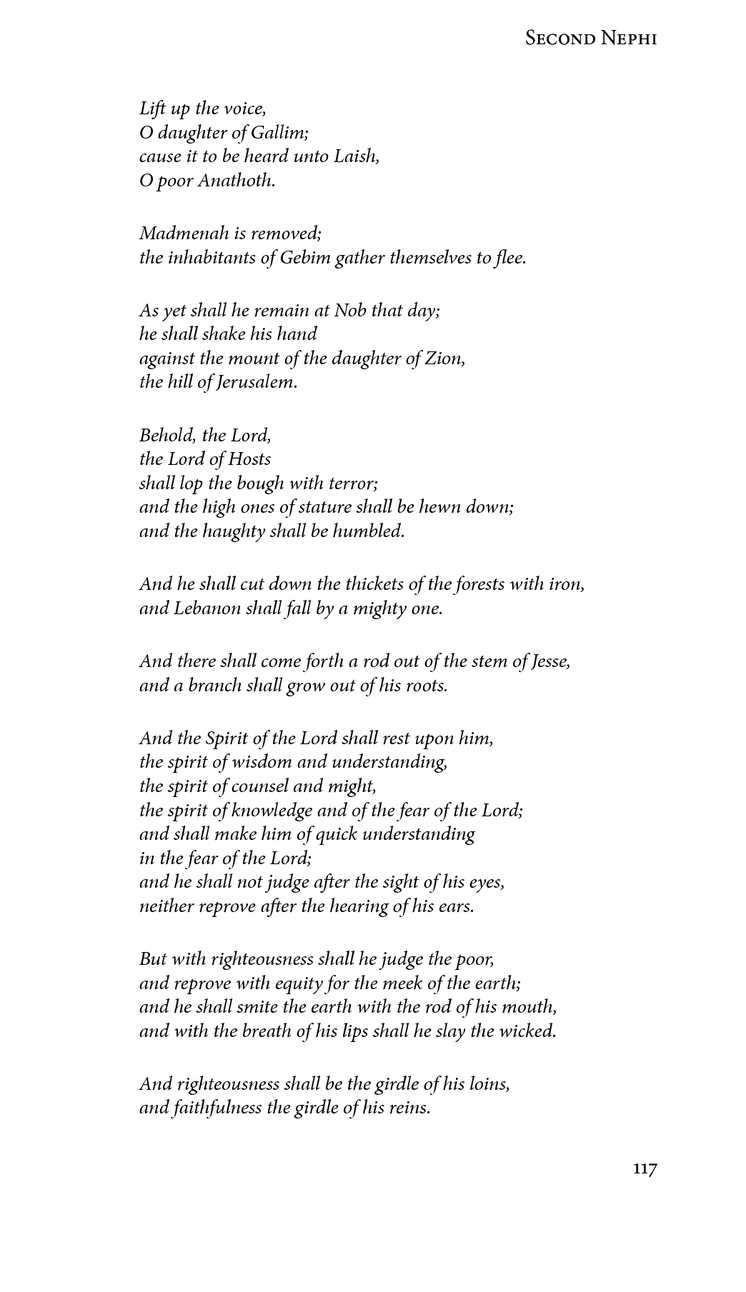 Second Nephi
Lift up the voice,
O daughter of Gallim;
cause it to be heard unto Laish,
O poor Anathoth.
Madmenah is removed;
the inhabitants of Gebim gather themselves to flee.
As yet shall he remain at Nob that day;
he shall shake his hand
against the mount of the daughter of Zion,
the hill of Jerusalem.
Behold, the Lord,
the Lord of Hosts
shall lop the bough with terror;
and the high ones of stature shall be hewn down;
and the haughty shall be humbled.
And he shall cut down the thickets of the forests with iron,
and Lebanon shall fall by a mighty one.
And there shall come forth a rod out of the stem of Jesse,
and a branch shall grow out of his roots.
And the Spirit of the Lord shall rest upon him,
the spirit of wisdom and understanding,
the spirit of counsel and might,
the spirit of knowledge and of the fear of the Lord;
and shall make him of quick understanding
in the fear of the Lord;
and he shall not judge after the sight of his eyes,
neither reprove after the hearing of his ears.
But with righteousness shall he judge the poor,
and reprove with equity for the meek of the earth;
and he shall smite the earth with the rod of his mouth,
and with the breath of his lips shall he slay the wicked.
And righteousness shall be the girdle of his loins,
and faithfulness the girdle of his reins.
117